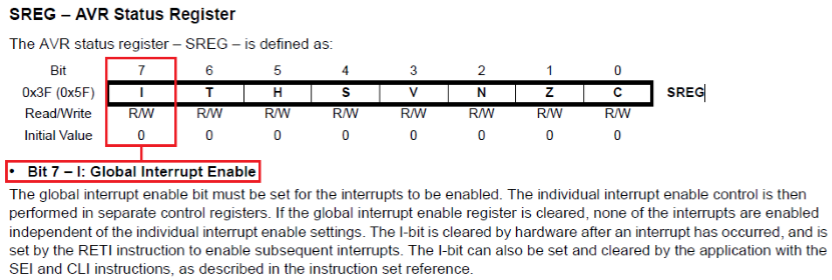 SREG – AVR Status Register
The AVR status register – SREG – is defined as:
Bit 7 6 5 4 3 2 1 0
0x3F (0x5F) I T H S V N Z C SREG
Read/Write R/W R/W R/W R/W R/W R/W R/W R/W
Initial Value 0 0 0 0 0 0 0 0
• Bit 7 – I: Global Interrupt Enable
The global interrupt enable bit must be set for the interrupts to be enabled. The individual interrupt enable control is then
performed in separate control registers. If the global interrupt enable register is cleared, none of the interrupts are enabled
independent of the individual interrupt enable settings. The I-bit is cleared by hardware after an interrupt has occurred, and is
set by the RETI instruction to enable subsequent interrupts. The I-bit can also be set and cleared by the application with the
SEI and CLI instructions, as described in the instruction set reference.